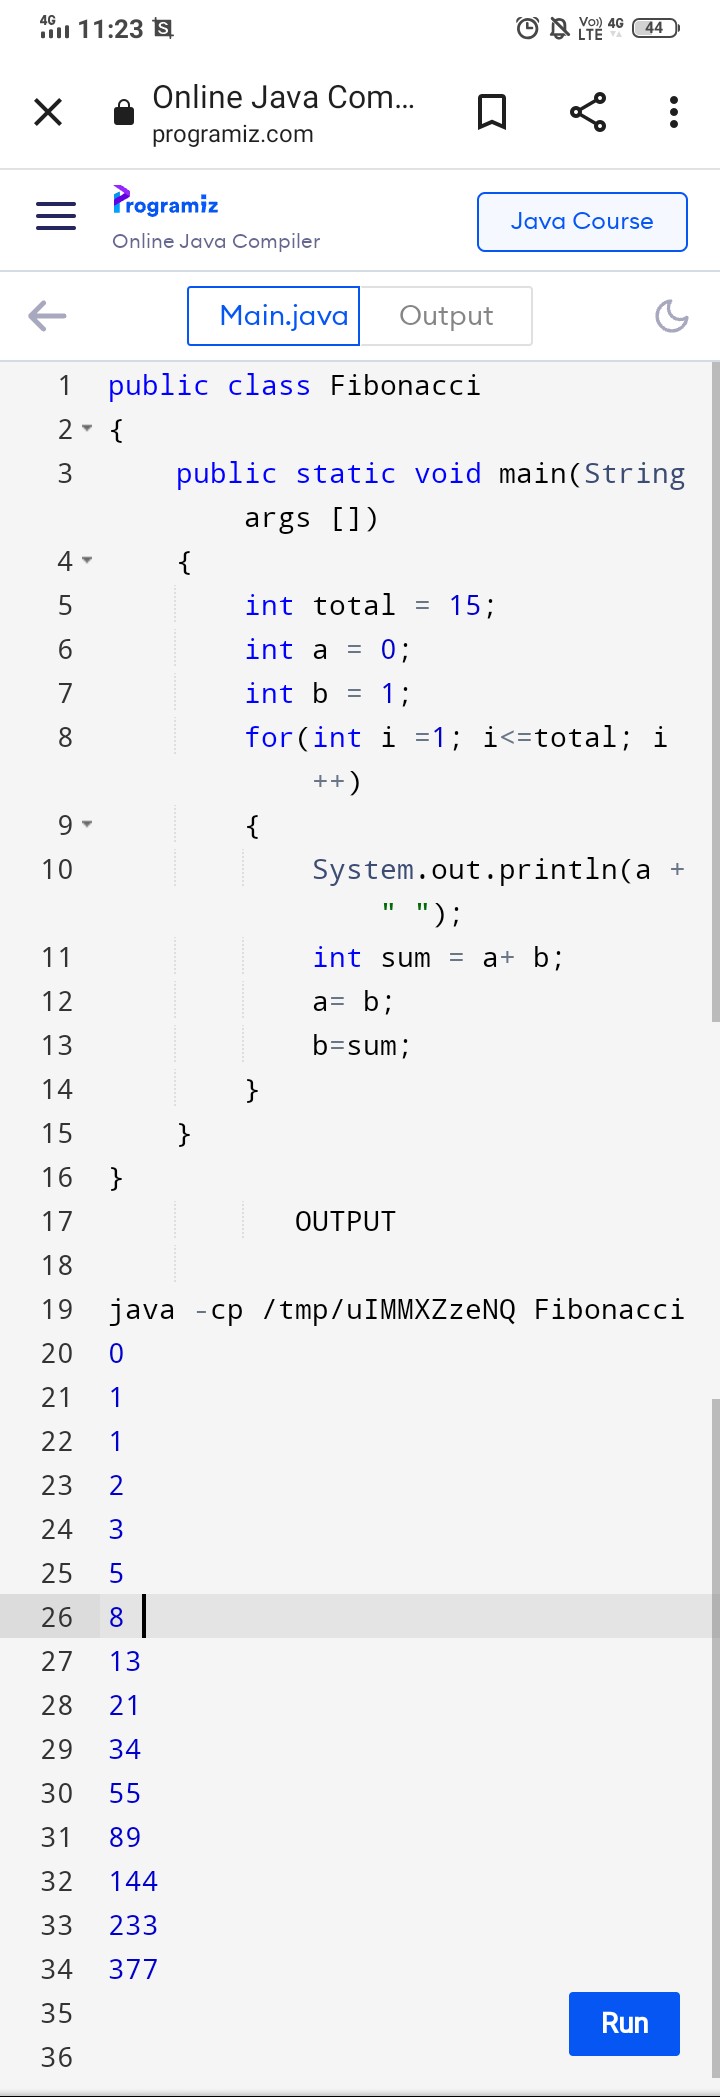 4G 11:23 Vo)) LTE 4G 44
Online Java Com...
programiz.com
Programiz
Online Java Compiler
Java Course
Main.java Output
1 public class Fibonacci
2 {
3 public static void main(String
args [])
4 {
5 int total = 15;
6 int a = 0;
7 int b = 1;
8 for(int i =1; i<=total; i
++)
9 {
10 System.out.println(a +
" ");
11 int sum = a+ b;
12 a= b;
13 b=sum;
14 }
15 }
16 }
17 OUTPUT
18
19 java -cp /tmp/uIMMXZzeNQ Fibonacci
20 0
21 1
22 1
23 2
24 3
25 5
26 8
27 13
28 21
29 34
30 55
31 89
32 144
33 233
34 377
35
Run
36